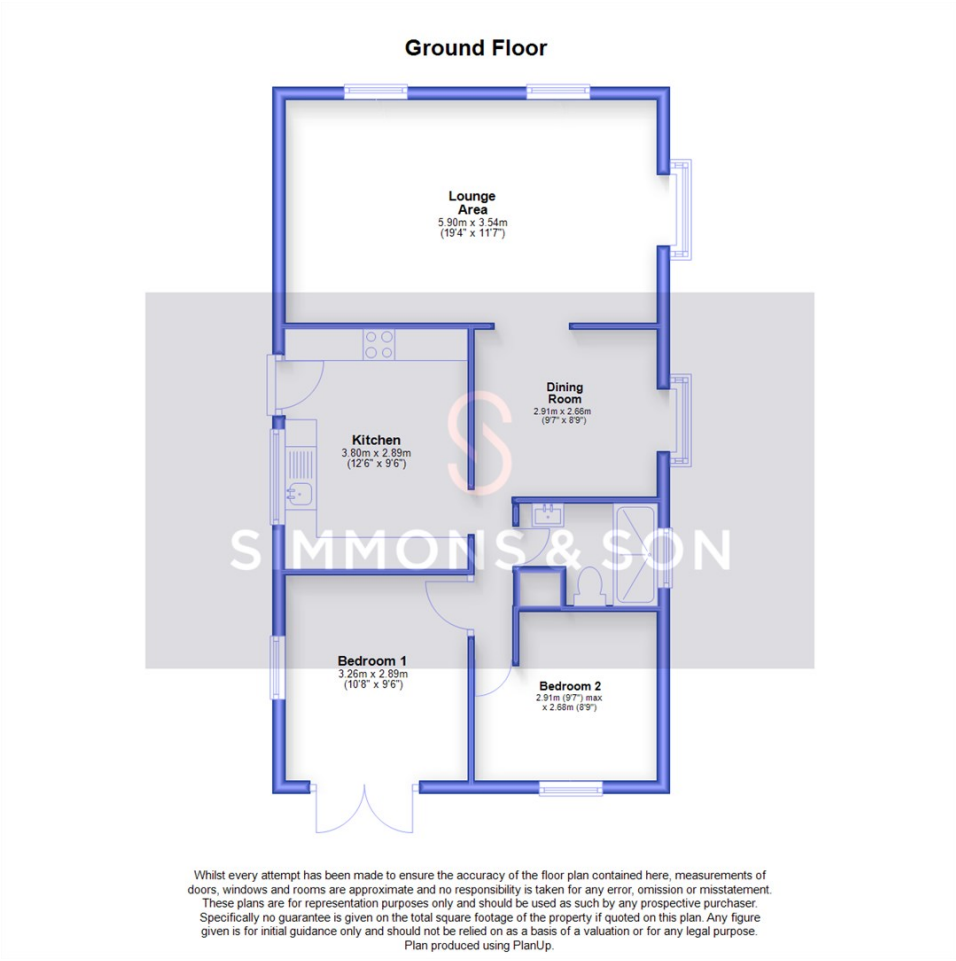 Ground Floor
Lounge
Area
5.90m x 3.54m
(19'4" x 11'7")
Dining
Room
2.91m x 2.66m
(9'7" x 8'9")
Kitchen
3.80m x 2.89m
(12'6" x 9'6")
SIMMONS & SON
Bedroom 1
3.26m x 2.89m
(10'8" x 9'6")
Bedroom 2
2.91m (9'7") max
x 2.68m (8'9")
Whilst every attempt has been made to ensure the accuracy of the floor plan contained here, measurements of
doors, windows and rooms are approximate and no responsibility is taken for any error, omission or misstatement.
These plans are for representation purposes only and should be used as such by any prospective purchaser.
Specifically no guarantee is given on the total square footage of the property if quoted on this plan. Any figure
given is for initial guidance only and should not be relied on as a basis of a valuation or for any legal purpose.
Plan produced using PlanUp.